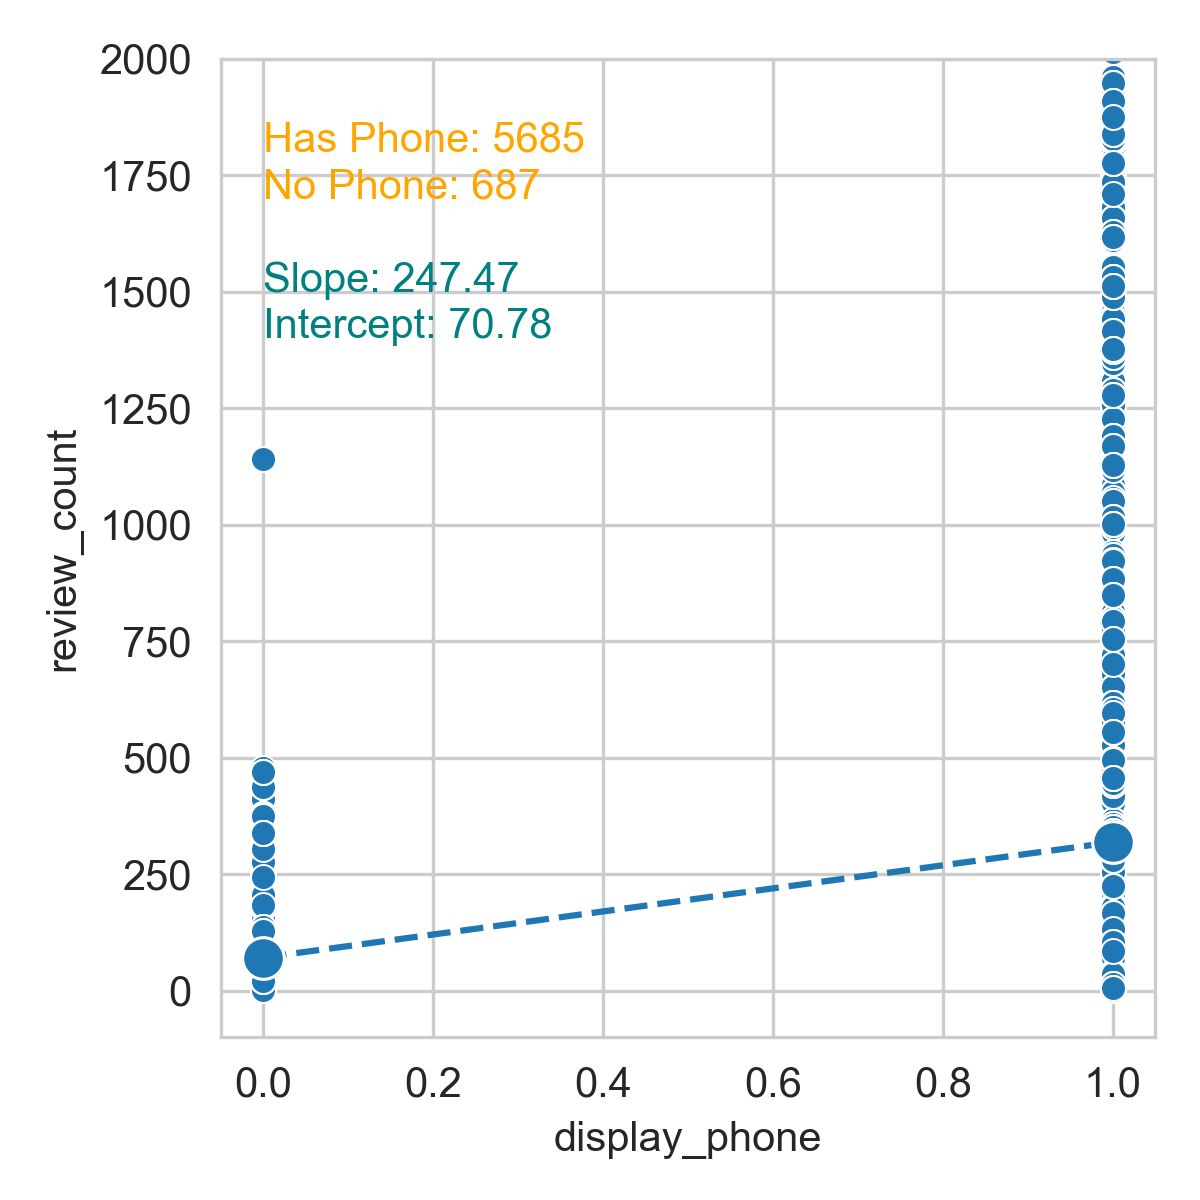 2000
Has Phone: 5685
1750
No Phone: 687
Slope: 247.47
1500
Intercept: 70.78
1250
review_count
1000
750
500
250
0
0.0 0.2 0.4 0.6 0.8 1.0
display_phone